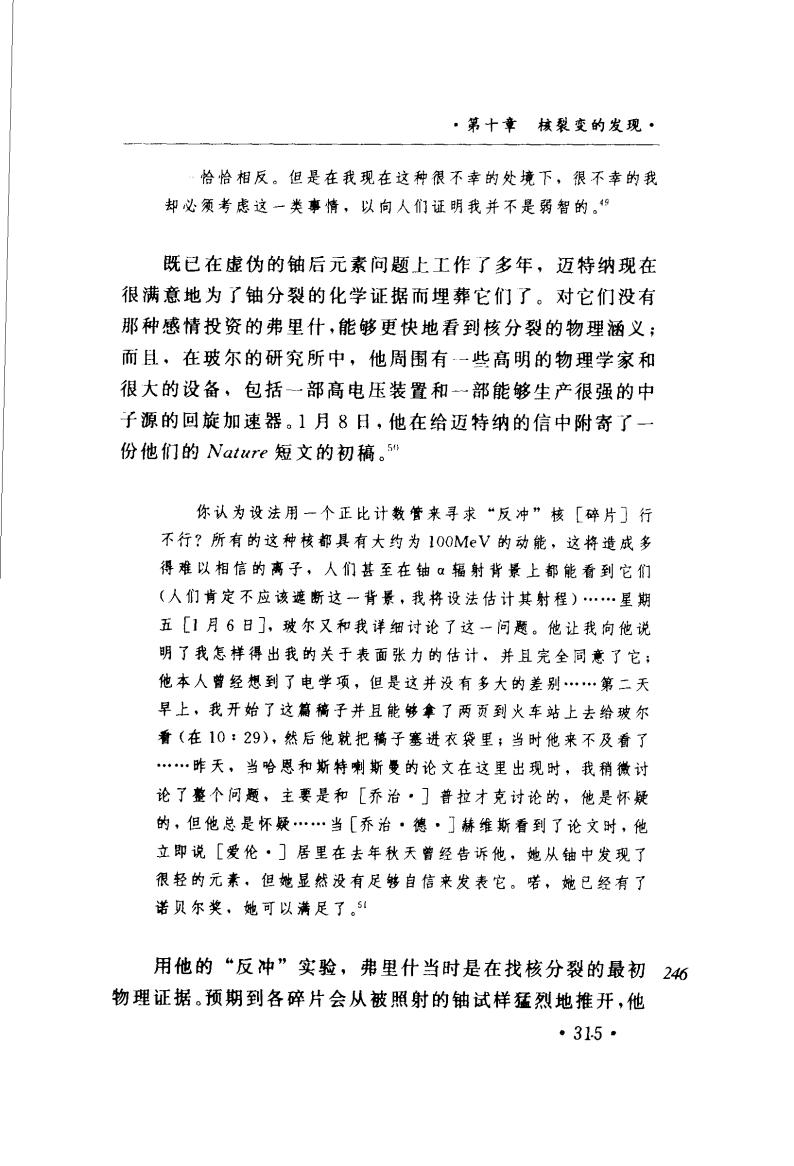 ·第十章 核裂变的发现·
恰恰相反。但是在我现在这种很不幸的处境下，很不幸的我
却必须考虑这一类事情，以向人们证明我并不是弱智的。49
既已在虚伪的铀后元素问题上工作了多年，迈特纳现在
很满意地为了铀分裂的化学证据而埋葬它们了。对它们没有
那种感情投资的弗里什，能够更快地看到核分裂的物理涵义；
而且，在玻尔的研究所中，他周围有一些高明的物理学家和
很大的设备，包括一部高电压装置和一部能够生产很强的中
子源的回旋加速器。1月8日，他在给迈特纳的信中附寄了一
份他们的 Nature 短文的初稿。50
你认为设法用一个正比计数管来寻求“反冲”核［碎片］行
不行？所有的这种核都具有大约为100MeV的动能，这将造成多
得难以相信的离子，人们甚至在铀α辐射背景上都能看到它们
（人们肯定不应该遮断这一背景，我将设法估计其射程）……星期
五［1月6日］，玻尔又和我详细讨论了这一问题。他让我向他说
明了我怎样得出我的关于表面张力的估计，并且完全同意了它；
他本人曾经想到了电学项，但是这并没有多大的差别……第二天
早上，我开始了这篇稿子并且能够拿了两页到火车站上去给玻尔
看（在10：29），然后他就把稿子塞进衣袋里；当时他来不及看了
……昨天，当哈恩和斯特喇斯曼的论文在这里出现时，我稍微讨
论了整个问题，主要是和［乔治·］普拉才克讨论的，他是怀疑
的，但他总是怀疑……当［乔治·德·］赫维斯看到了论文时，他
立即说［爱伦·］居里在去年秋天曾经告诉他，她从铀中发现了
很轻的元素，但她显然没有足够自信来发表它。喏，她已经有了
诺贝尔奖，她可以满足了。51
用他的“反冲”实验，弗里什当时是在找核分裂的最初 246
物理证据。预期到各碎片会从被照射的铀试样猛烈地推开，他
·315·